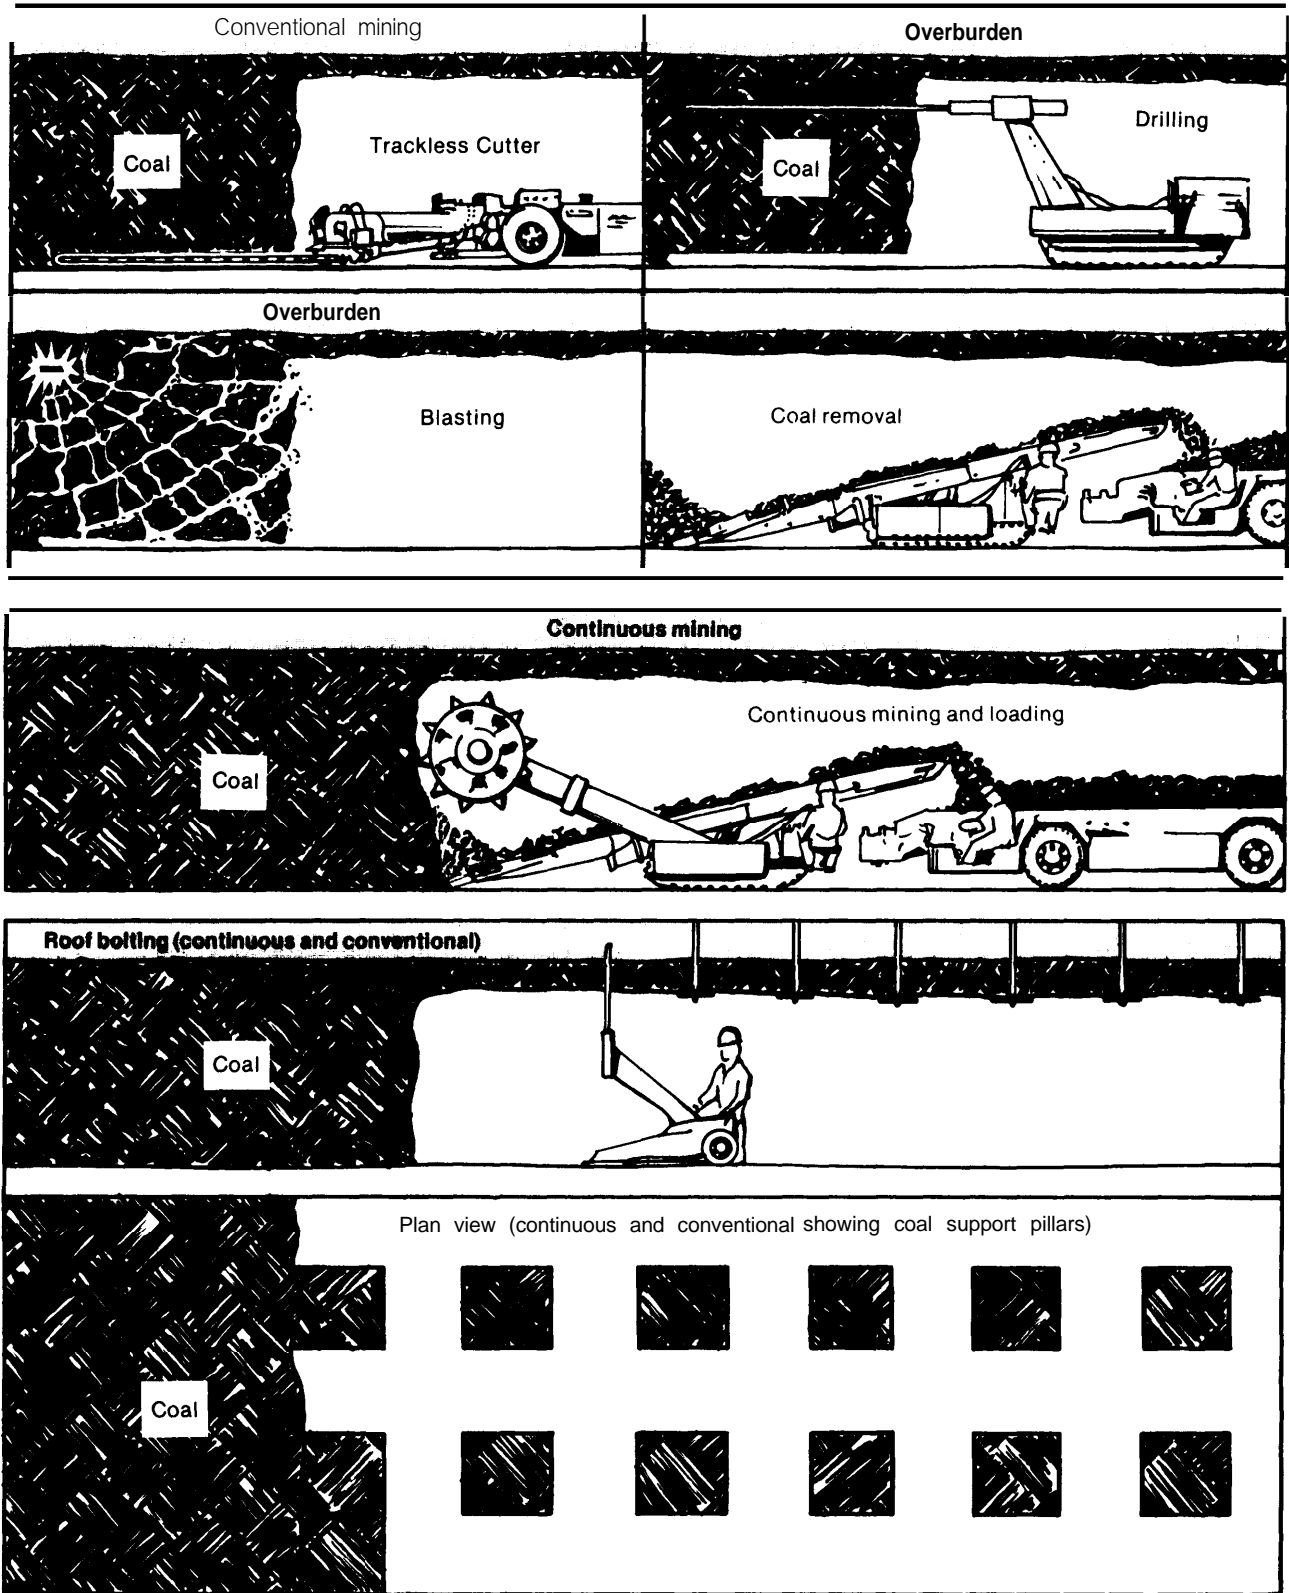 Conventional mining
Overburden
Coal
Trackless Cutter
Coal
Drilling
Overburden
Blasting
Coal removal
Continuous mining
Coal
Continuous mining and loading
Roof bolting (continuous and conventional)
Coal
Plan view (continuous and conventional showing coal support pillars)
Coal